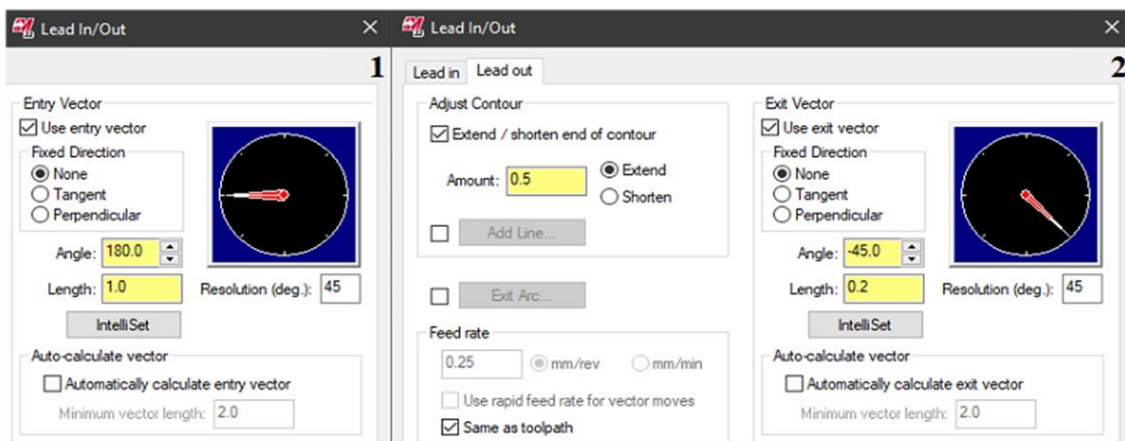 Lead In/Out
1
Entry Vector
Use entry vector
Fixed Direction
None
Tangent
Perpendicular
Angle: 180.0
Length: 1.0
Resolution (deg.): 45
IntelliSet
Auto-calculate vector
Automatically calculate entry vector
Minimum vector length: 2.0
Lead In/Out
2
Lead in Lead out
Adjust Contour
Extend / shorten end of contour
Amount: 0.5
Extend
Shorten
Add Line...
Exit Arc...
Feed rate
0.25 mm/rev mm/min
Use rapid feed rate for vector moves
Same as toolpath
Exit Vector
Use exit vector
Fixed Direction
None
Tangent
Perpendicular
Angle: -45.0
Length: 0.2
Resolution (deg.): 45
IntelliSet
Auto-calculate vector
Automatically calculate exit vector
Minimum vector length: 2.0